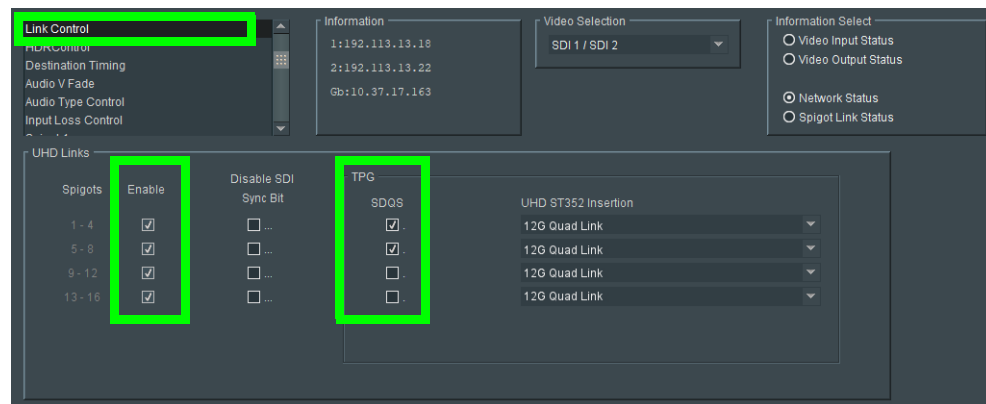 Link Control
HDRControl
Destination Timing
Audio V Fade
Audio Type Control
Input Loss Control
Information
1:192.113.13.18
2:192.113.13.22
Gb:10.37.17.163
Video Selection
SDI 1 / SDI 2
Information Select
Video Input Status
Video Output Status
Network Status
Spigot Link Status
UHD Links
Spigots
Enable
Disable SDI
Sync Bit
TPG
SDQS
UHD ST352 Insertion
1 - 4 ... . 12G Quad Link
5 - 8 ... . 12G Quad Link
9 - 12 ... . 12G Quad Link
13 - 16 ... . 12G Quad Link